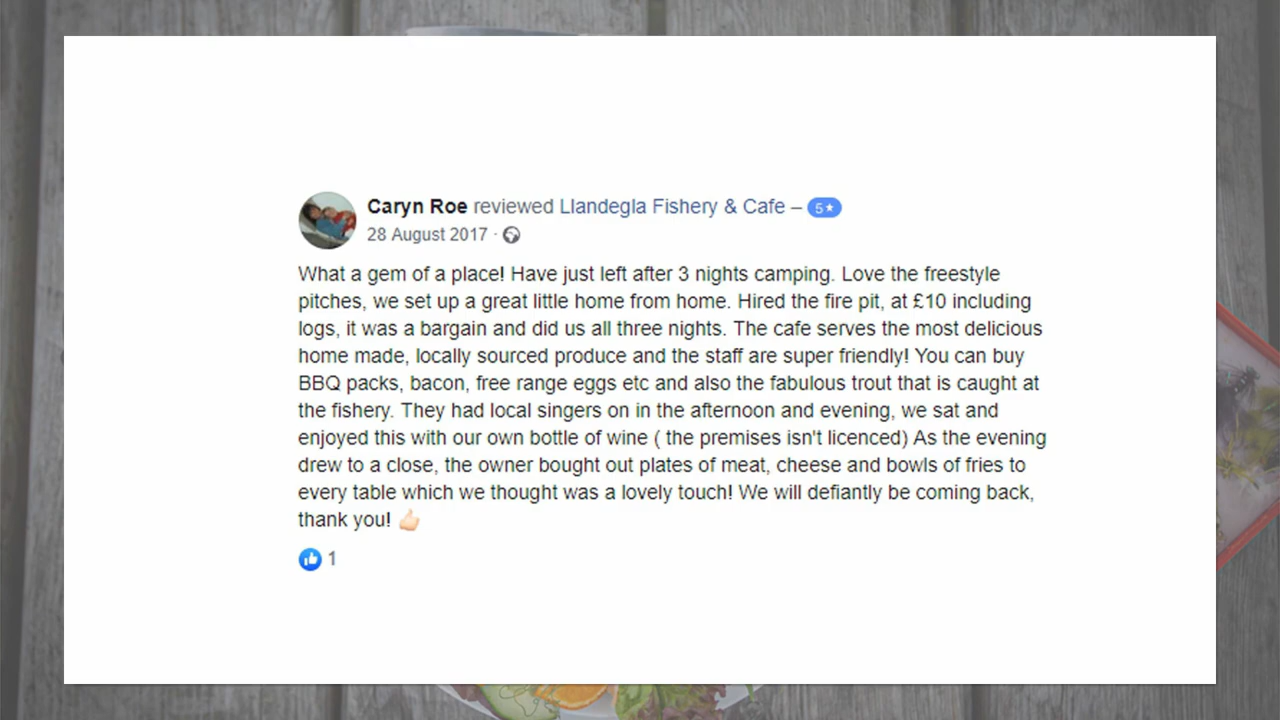 Caryn Roe reviewed Llandegla Fishery & Cafe – 5★
28 August 2017 ·
What a gem of a place! Have just left after 3 nights camping. Love the freestyle
pitches, we set up a great little home from home. Hired the fire pit, at £10 including
logs, it was a bargain and did us all three nights. The cafe serves the most delicious
home made, locally sourced produce and the staff are super friendly! You can buy
BBQ packs, bacon, free range eggs etc and also the fabulous trout that is caught at
the fishery. They had local singers on in the afternoon and evening, we sat and
enjoyed this with our own bottle of wine ( the premises isn't licenced) As the evening
drew to a close, the owner bought out plates of meat, cheese and bowls of fries to
every table which we thought was a lovely touch! We will defiantly be coming back,
thank you! 👍🏻
1